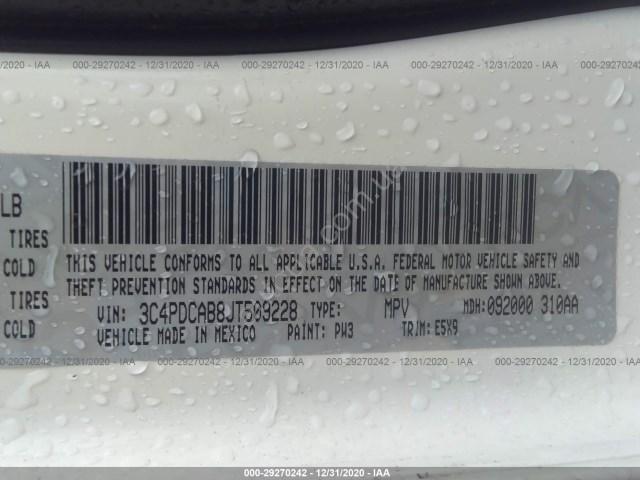 000-29270242 - 12/31/2020 - IAA
LB
TIRES
COLD
THIS VEHICLE CONFORMS TO ALL APPLICABLE U.S.A. FEDERAL MOTOR VEHICLE SAFETY AND
THEFT PREVENTION STANDARDS IN EFFECT ON THE DATE OF MANUFACTURE SHOWN ABOVE.
TIRES
VIN: 3C4PDCAB8JT509228 TYPE: MPV MDH: 092000 310AA
COLD
VEHICLE MADE IN MEXICO PAINT: PW3 TRIM: E5X9
000-29270242 - 12/31/2020 - IAA